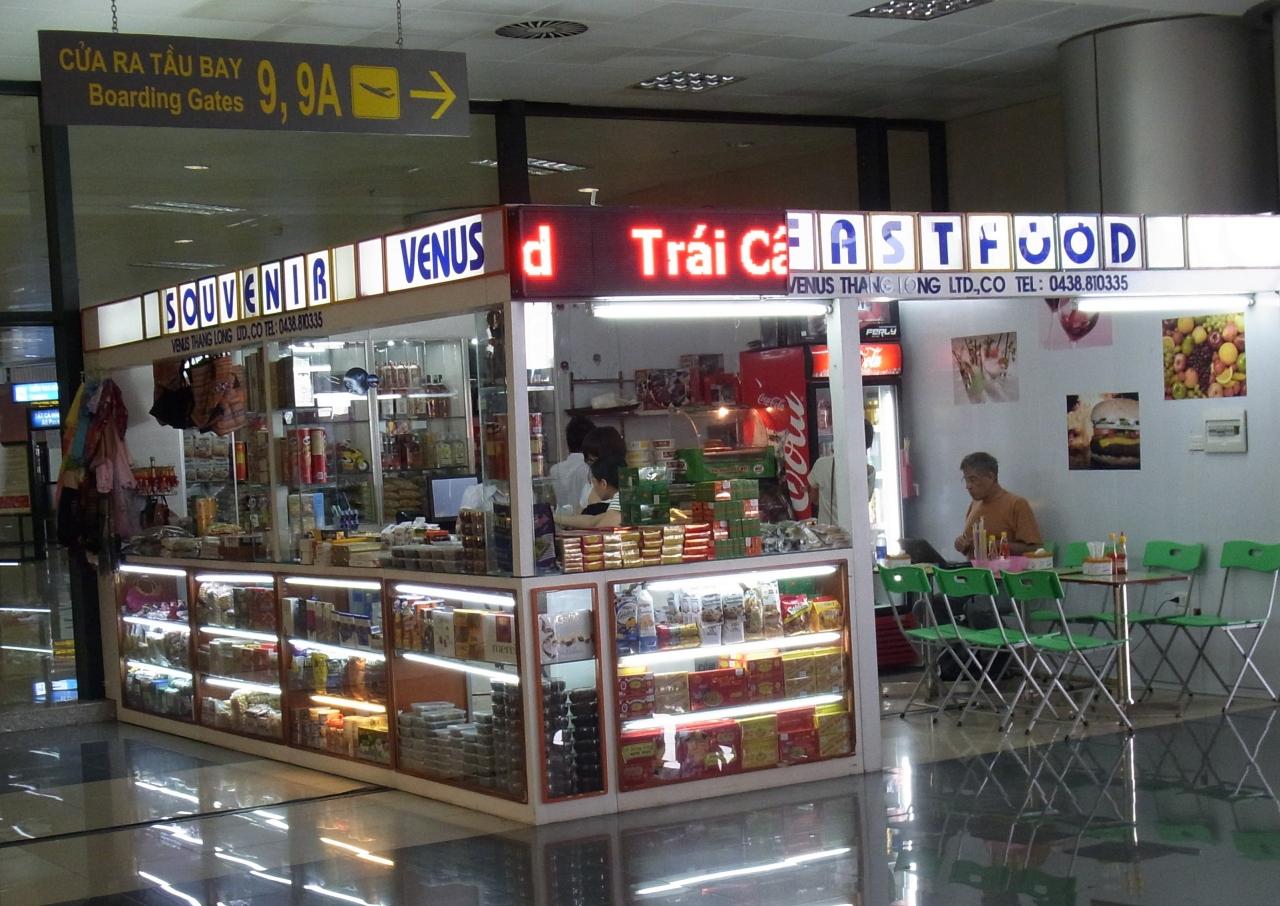 CỬA RA TẦU BAY
Boarding Gates
9, 9A
SOUVENIR
VENUS
VENUS THANG LONG LTD.,CO TEL: 0438.810335
d Trái Cá
FASTFOOD
VENUS THANG LONG LTD.,CO TEL: 0438.810335
Coca-Cola